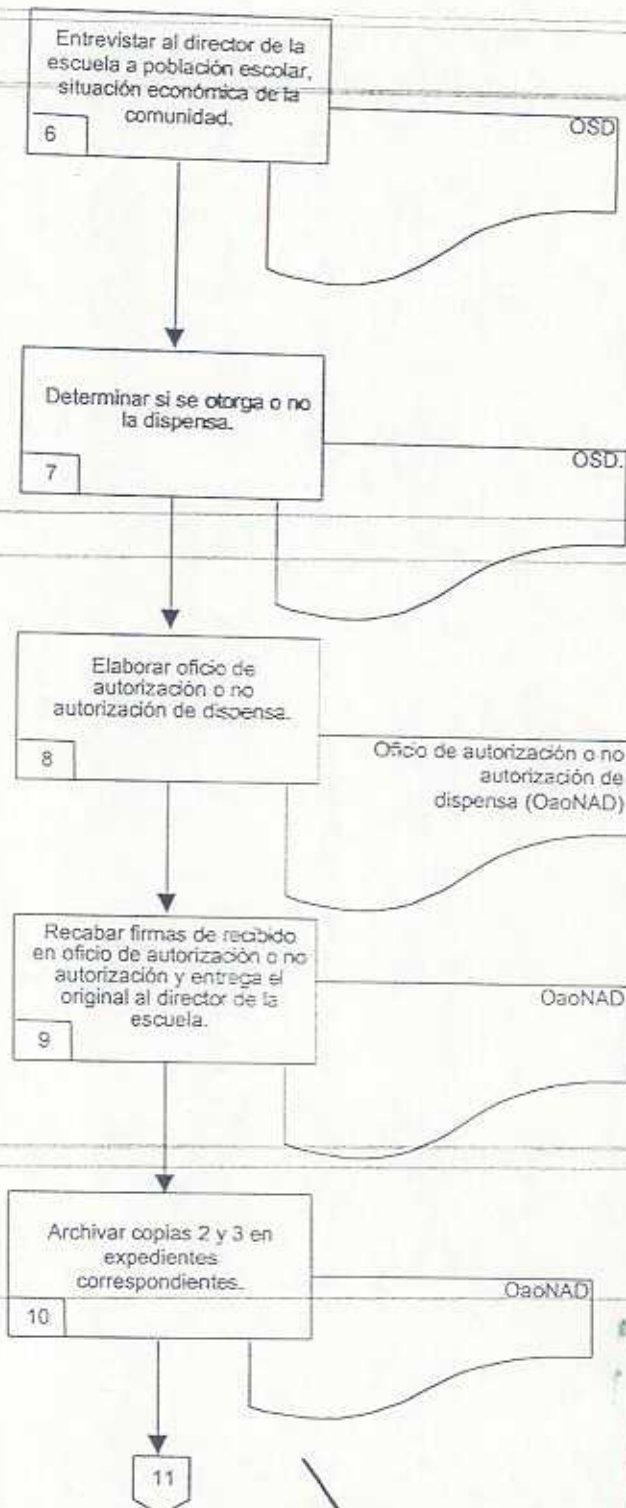 Entrevistar al director de la
escuela a población escolar,
situación económica de la
comunidad.
6
OSD
Determinar si se otorga o no
la dispensa.
7
OSD.
Elaborar oficio de
autorización o no
autorización de dispensa.
8
Oficio de autorización o no
autorización de
dispensa (OaoNAD)
Recabar firmas de recibido
en oficio de autorización o no
autorización y entrega el
original al director de la
escuela.
9
OaoNAD
Archivar copias 2 y 3 en
expedientes
correspondientes.
10
OaoNAD
11